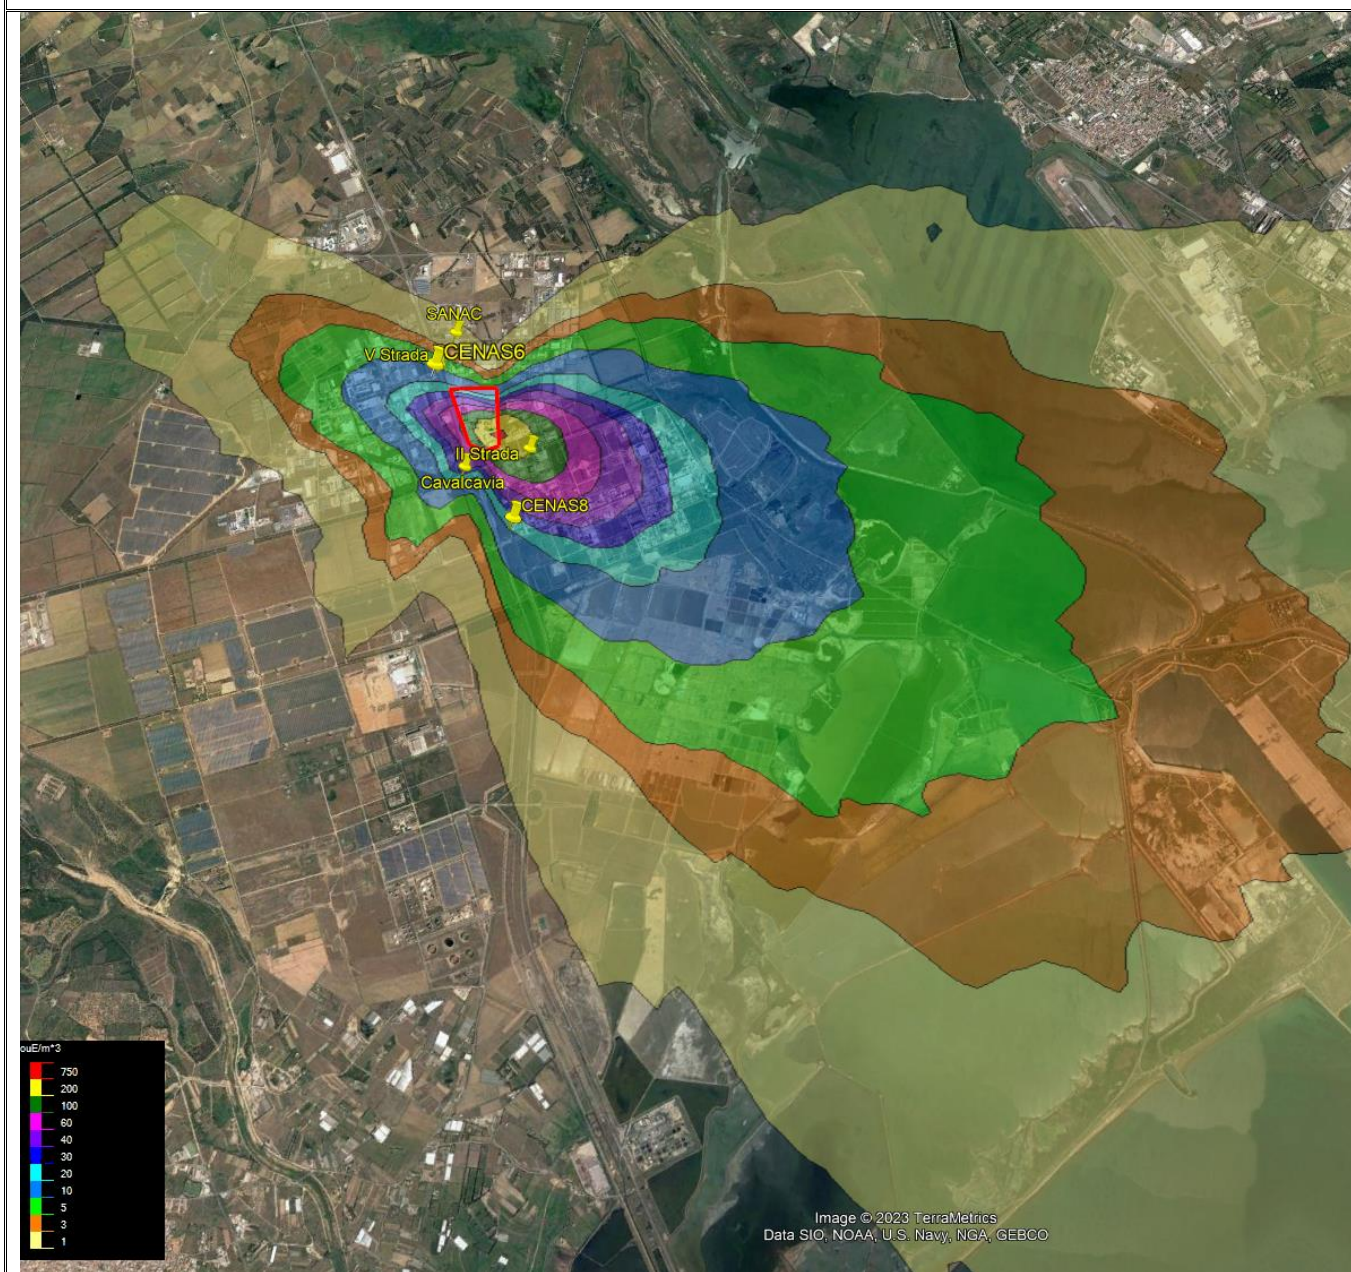 SANAC
V Strada
CENAS6
II Strada
Cavalcavia
CENAS8
ouE/m*3
750
200
100
60
40
30
20
10
5
3
1
Image © 2023 TerraMetrics
Data SIO, NOAA, U.S. Navy, NGA, GEBCO